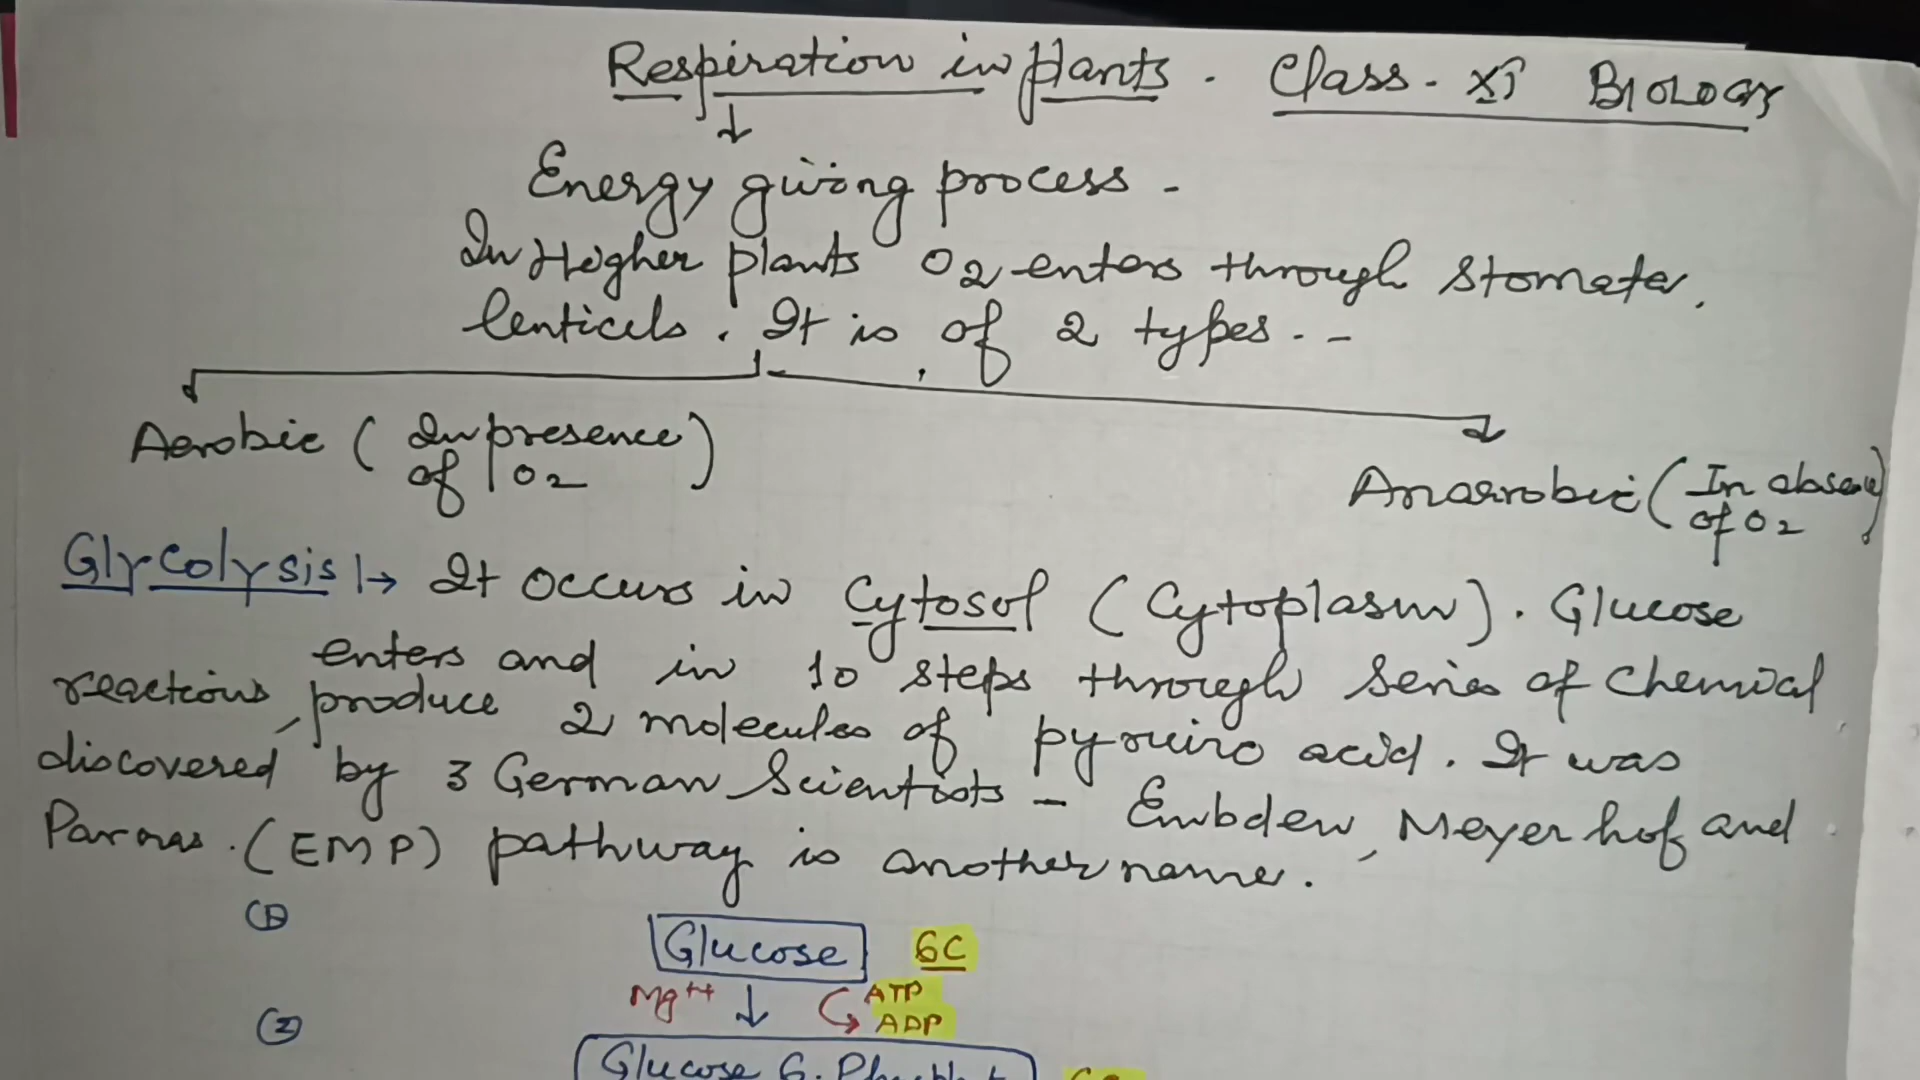 Respiration in plants. Class-XI BIOLOGY
Energy giving process -
In Higher plants O2 enters through stomata,
lenticels. It is of 2 types. -
Aerobic (In presence of O2)
Anaerobic (In absence of O2)
Glycolysis |→ It occurs in Cytosol (Cytoplasm). Glucose
enters and in 10 steps through series of chemical
reactions, produce 2 molecules of pyruvic acid. It was
discovered by 3 German Scientists - Embden, Meyerhof and
Parnas. (EMP) pathway is another name.
(1)
Glucose 6C
Mg++ ↓ ATP
ADP
(2)
Glucose 6. Phosphate